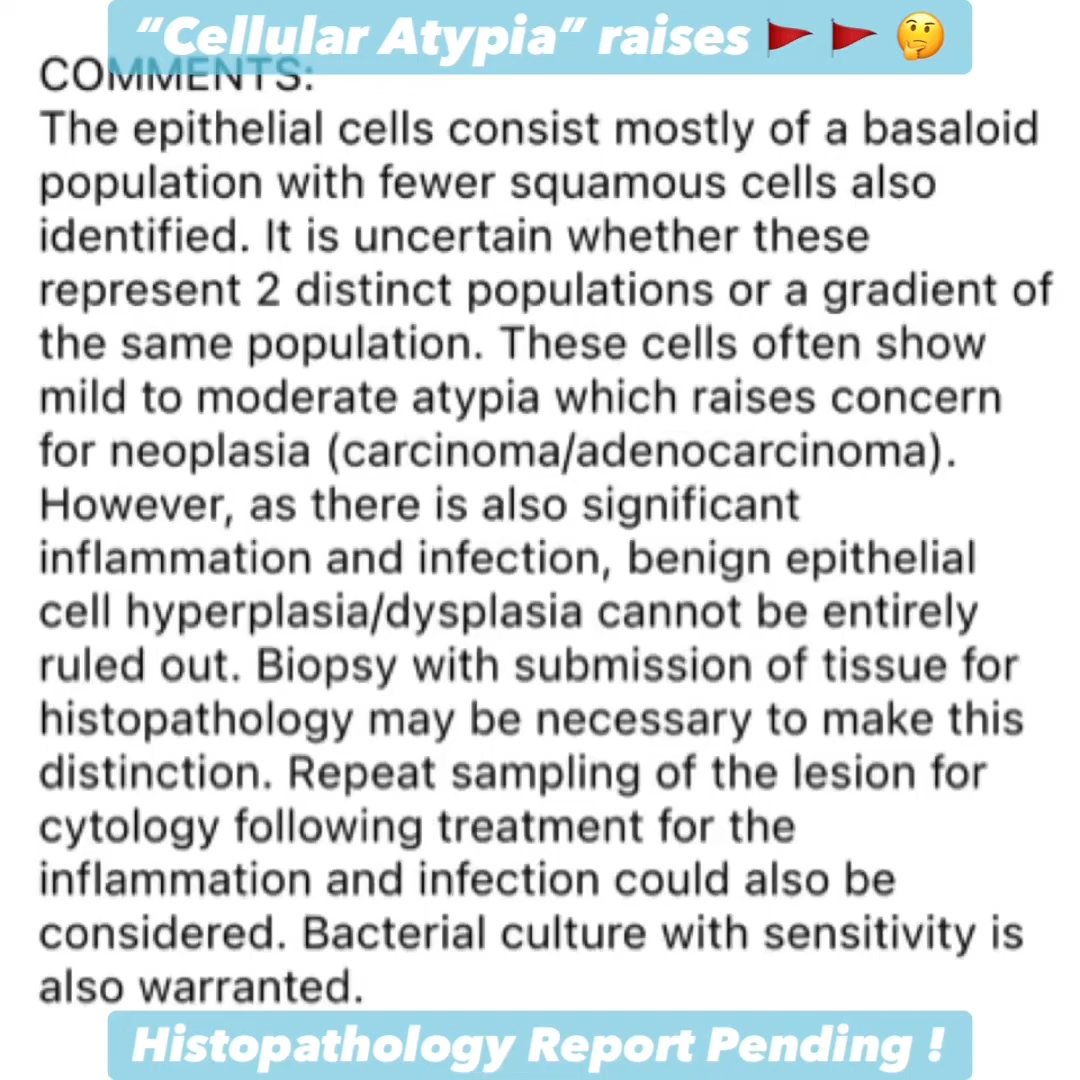 “Cellular Atypia” raises 🚩 🚩 🤔
COMMENTS:
The epithelial cells consist mostly of a basaloid
population with fewer squamous cells also
identified. It is uncertain whether these
represent 2 distinct populations or a gradient of
the same population. These cells often show
mild to moderate atypia which raises concern
for neoplasia (carcinoma/adenocarcinoma).
However, as there is also significant
inflammation and infection, benign epithelial
cell hyperplasia/dysplasia cannot be entirely
ruled out. Biopsy with submission of tissue for
histopathology may be necessary to make this
distinction. Repeat sampling of the lesion for
cytology following treatment for the
inflammation and infection could also be
considered. Bacterial culture with sensitivity is
also warranted.
Histopathology Report Pending !